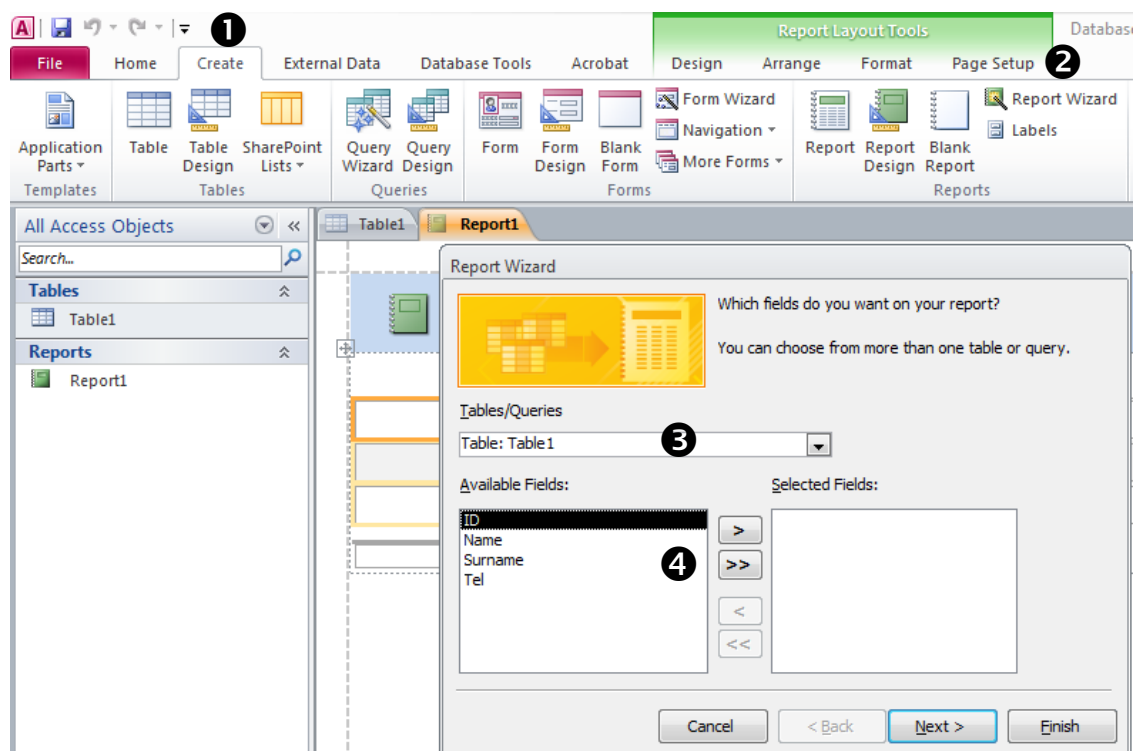 A
❶
Report Layout Tools
Database
File Home Create External Data Database Tools Acrobat Design Arrange Format Page Setup ❷
Application Parts
Table
Table Design
SharePoint Lists
Query Wizard
Query Design
Form
Form Design
Blank Form
Form Wizard
Navigation
More Forms
Report
Report Design
Blank Report
Report Wizard
Labels
Templates Tables Queries Forms Reports
All Access Objects «
Search...
Tables
Table1
Reports
Report1
Table1 Report1
Report Wizard
Which fields do you want on your report?
You can choose from more than one table or query.
Tables/Queries
Table: Table1 ❸
Available Fields: Selected Fields:
ID
Name
Surname
Tel
❹
>
>>
<
<<
Cancel < Back Next > Finish